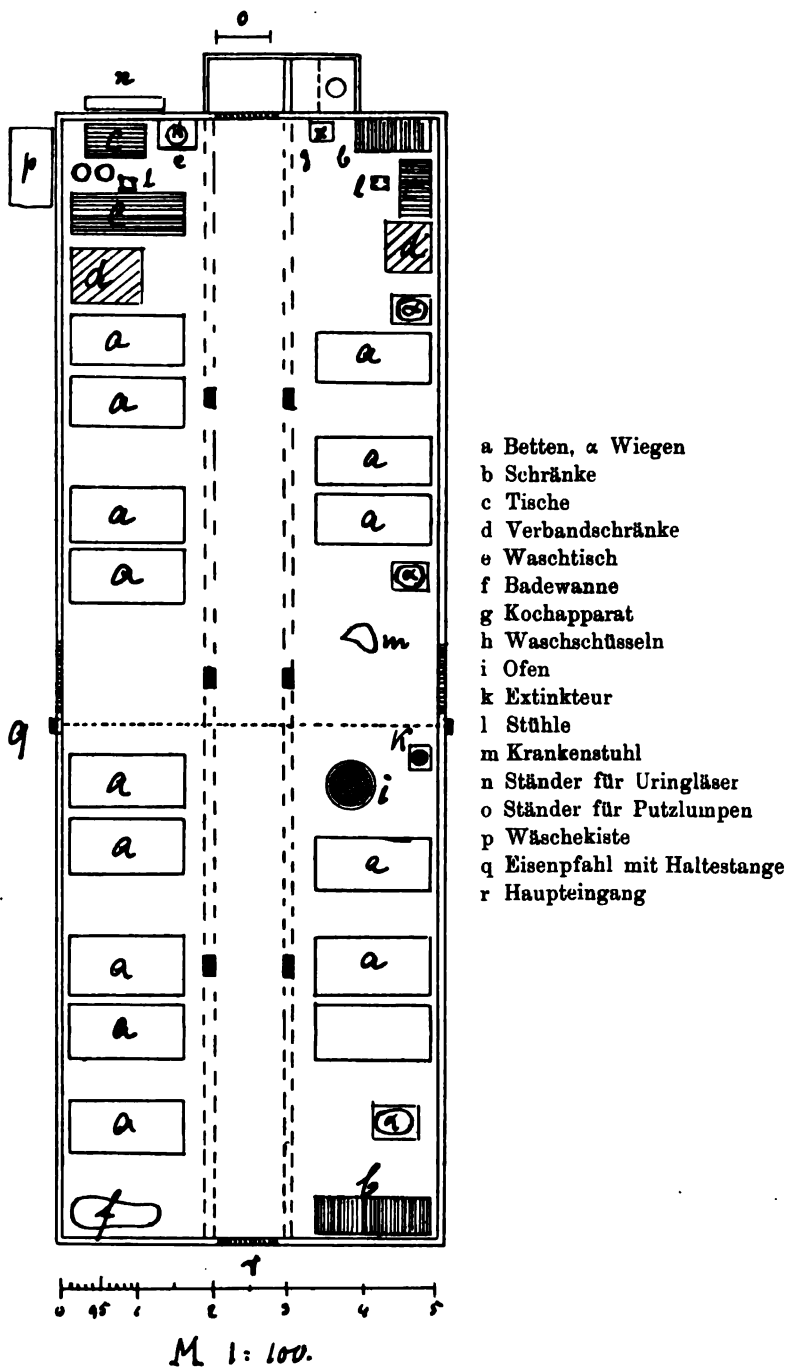 o
n
c
e
g
b
p
l
l
c
d
d
α
a
a
a
a
a
a
a
a
α
m
q
K
i
a
a
a
a
a
a
a
α
a
b
f
r
0 0,5 1 2 3 4 5
M 1:100.
a Betten, α Wiegen
b Schränke
c Tische
d Verbandschränke
e Waschtisch
f Badewanne
g Kochapparat
h Waschschüsseln
i Ofen
k Extinkteur
l Stühle
m Krankenstuhl
n Ständer für Uringläser
o Ständer für Putzlumpen
p Wäschekiste
q Eisenpfahl mit Haltestange
r Haupteingang